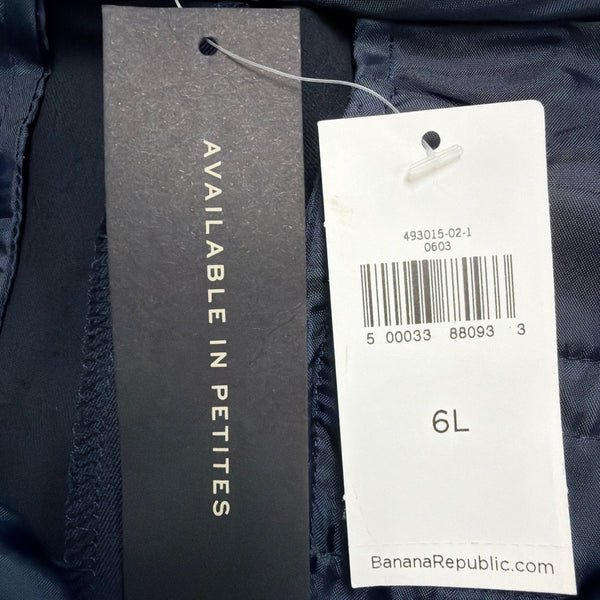 AVAILABLE IN PETITES
493015-02-1
0603
5 00033 88093 3
6L
BananaRepublic.com